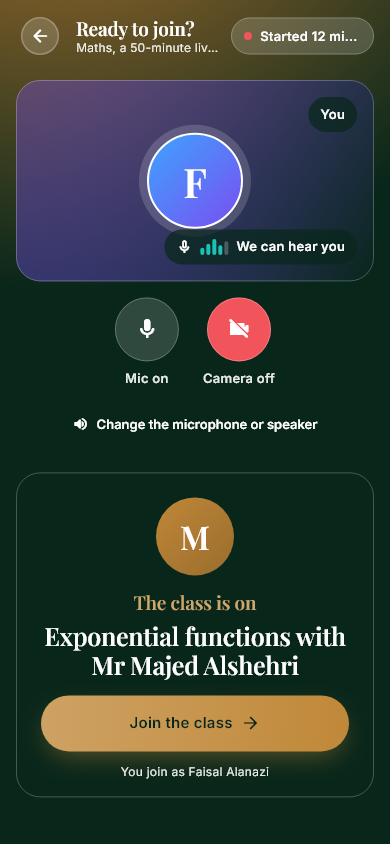 Ready to join?
Maths, a 50-minute liv...
Started 12 mi...
You
F
We can hear you
Mic on
Camera off
Change the microphone or speaker
M
The class is on
Exponential functions with
Mr Majed Alshehri
Join the class
You join as Faisal Alanazi